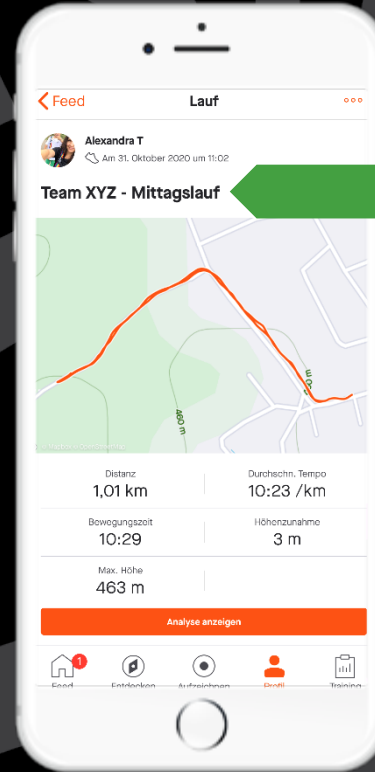 Feed
Lauf
Alexandra T
Am 31. Oktober 2020 um 11:02
Team XYZ - Mittagslauf
460 m
Distanz
1,01 km
Durchschn. Tempo
10:23 /km
Bewegungszeit
10:29
Höhenzunahme
3 m
Max. Höhe
463 m
Analyse anzeigen
1
Feed
Entdecken
Aufzeichnen
Profil
Training